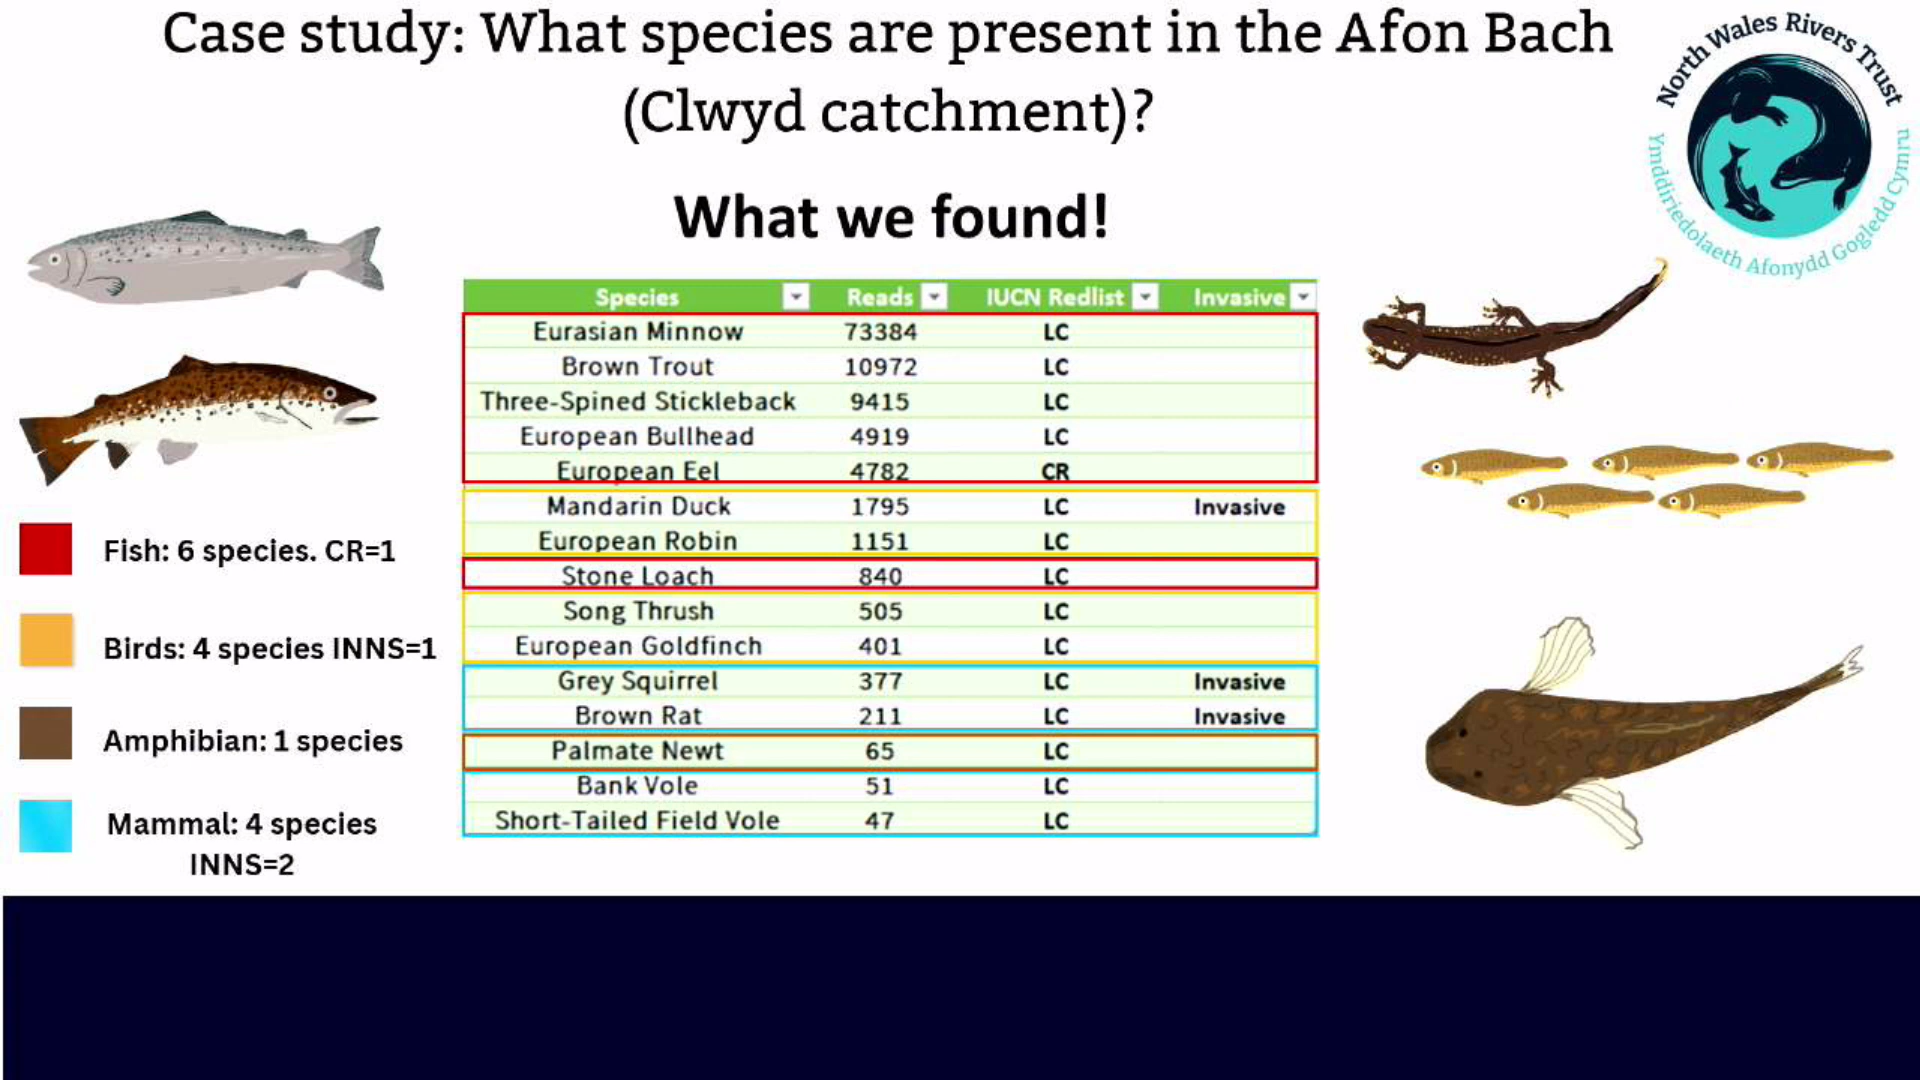 Case study: What species are present in the Afon Bach
(Clwyd catchment)?
North Wales Rivers Trust
Ymddiriedolaeth Afonydd Gogledd Cymru
What we found!
Species Reads IUCN Redlist Invasive
Eurasian Minnow 73384 LC
Brown Trout 10972 LC
Three-Spined Stickleback 9415 LC
European Bullhead 4919 LC
European Eel 4782 CR
Mandarin Duck 1795 LC Invasive
European Robin 1151 LC
Stone Loach 840 LC
Song Thrush 505 LC
European Goldfinch 401 LC
Grey Squirrel 377 LC Invasive
Brown Rat 211 LC Invasive
Palmate Newt 65 LC
Bank Vole 51 LC
Short-Tailed Field Vole 47 LC
Fish: 6 species. CR=1
Birds: 4 species INNS=1
Amphibian: 1 species
Mammal: 4 species
INNS=2